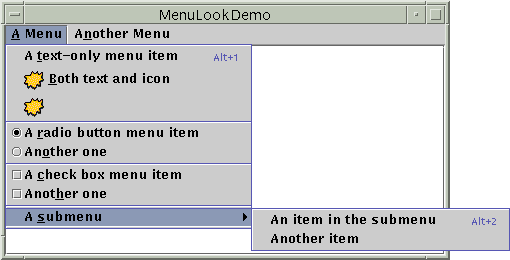 MenuLookDemo
A Menu Another Menu
A text-only menu item Alt+1
Both text and icon
A radio button menu item
Another one
A check box menu item
Another one
A submenu
An item in the submenu Alt+2
Another item